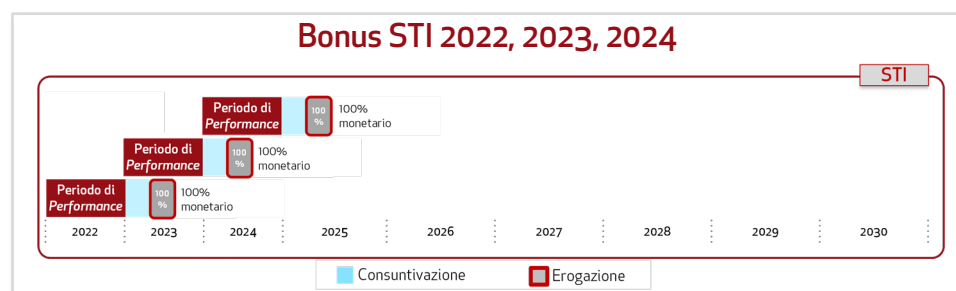 Bonus STI 2022, 2023, 2024
STI
Periodo di
Performance
100
%
100%
monetario
Periodo di
Performance
100
%
100%
monetario
Periodo di
Performance
100
%
100%
monetario
2022 2023 2024 2025 2026 2027 2028 2029 2030
Consuntivazione Erogazione